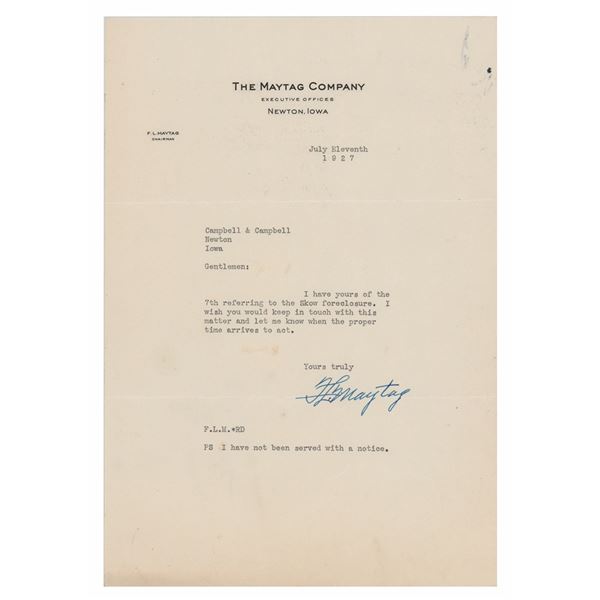 THE MAYTAG COMPANY
EXECUTIVE OFFICES
NEWTON, IOWA
F. L. MAYTAG
CHAIRMAN
July Eleventh
1 9 2 7
Campbell & Campbell
Newton
Iowa
Gentlemen:
I have yours of the
7th referring to the Skow foreclosure. I
wish you would keep in touch with this
matter and let me know when the proper
time arrives to act.
Yours truly
FL Maytag
F.L.M.*RD
PS I have not been served with a notice.